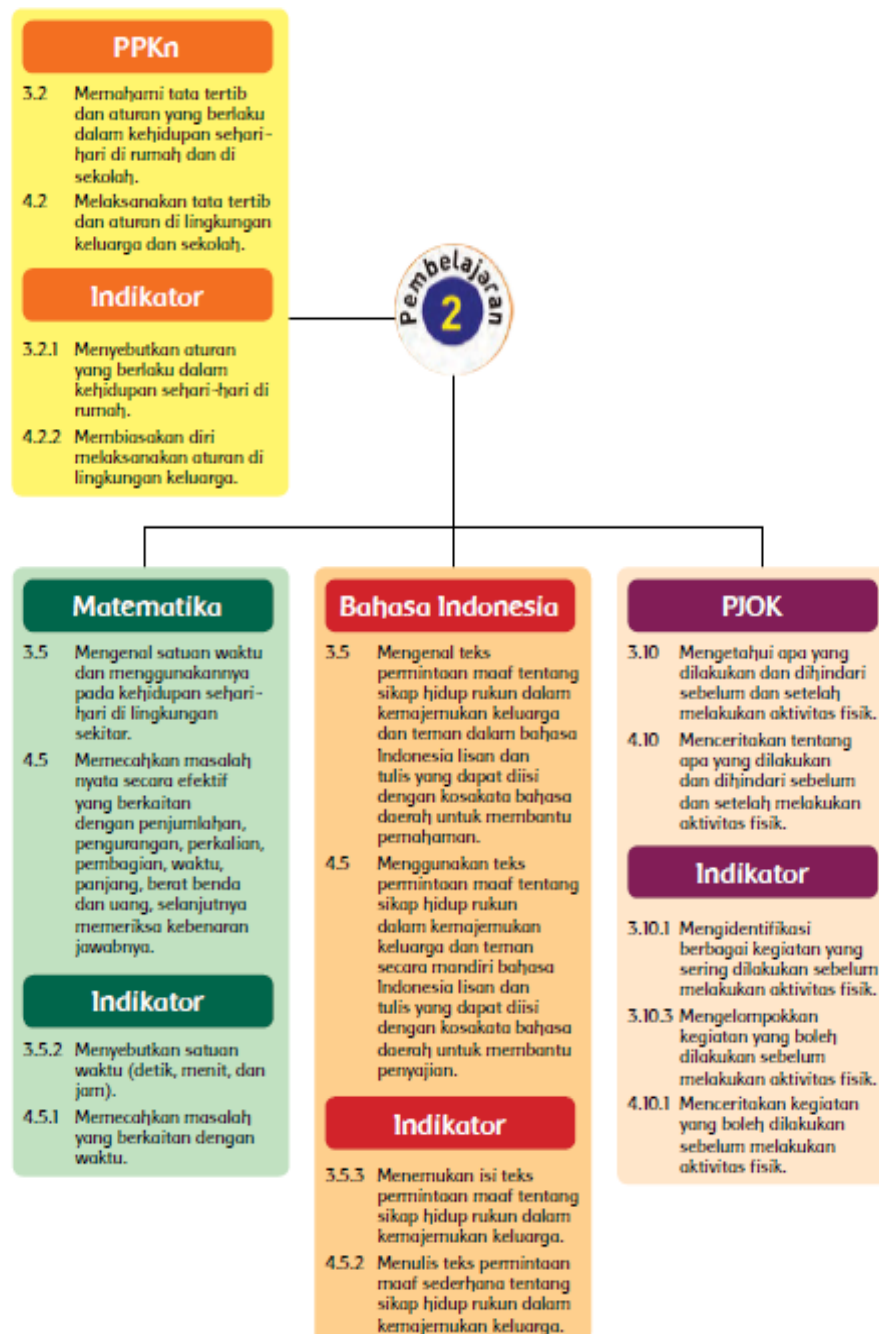 PPKn
3.2 Memahami tata tertib
dan aturan yang berlaku
dalam kehidupan sehari-
hari di rumah dan di
sekolah.
4.2 Melaksanakan tata tertib
dan aturan di lingkungan
keluarga dan sekolah.
Indikator
3.2.1 Menyebutkan aturan
yang berlaku dalam
kehidupan sehari-hari di
rumah.
4.2.2 Membiasakan diri
melaksanakan aturan di
lingkungan keluarga.
Pembelajaran
2
Matematika
3.5 Mengenal satuan waktu
dan menggunakannya
pada kehidupan sehari-
hari di lingkungan
sekitar.
4.5 Memecahkan masalah
nyata secara efektif
yang berkaitan
dengan penjumlahan,
pengurangan, perkalian,
pembagian, waktu,
panjang, berat benda
dan uang, selanjutnya
memeriksa kebenaran
jawabnya.
Indikator
3.5.2 Menyebutkan satuan
waktu (detik, menit, dan
jam).
4.5.1 Memecahkan masalah
yang berkaitan dengan
waktu.
Bahasa Indonesia
3.5 Mengenal teks
permintaan maaf tentang
sikap hidup rukun dalam
kemajemukan keluarga
dan teman dalam bahasa
Indonesia lisan dan
tulis yang dapat diisi
dengan kosakata bahasa
daerah untuk membantu
pemahaman.
4.5 Menggunakan teks
permintaan maaf tentang
sikap hidup rukun
dalam kemajemukan
keluarga dan teman
secara mandiri bahasa
Indonesia lisan dan
tulis yang dapat diisi
dengan kosakata bahasa
daerah untuk membantu
penyajian.
Indikator
3.5.3 Menemukan isi teks
permintaan maaf tentang
sikap hidup rukun dalam
kemajemukan keluarga.
4.5.2 Menulis teks permintaan
maaf sederhana tentang
sikap hidup rukun dalam
kemajemukan keluarga.
PJOK
3.10 Mengetahui apa yang
dilakukan dan dihindari
sebelum dan setelah
melakukan aktivitas fisik.
4.10 Menceritakan tentang
apa yang dilakukan
dan dihindari sebelum
dan setelah melakukan
aktivitas fisik.
Indikator
3.10.1 Mengidentifikasi
berbagai kegiatan yang
sering dilakukan sebelum
melakukan aktivitas fisik.
3.10.3 Mengelompokkan
kegiatan yang boleh
dilakukan sebelum
melakukan aktivitas fisik.
4.10.1 Menceritakan kegiatan
yang boleh dilakukan
sebelum melakukan
aktivitas fisik.